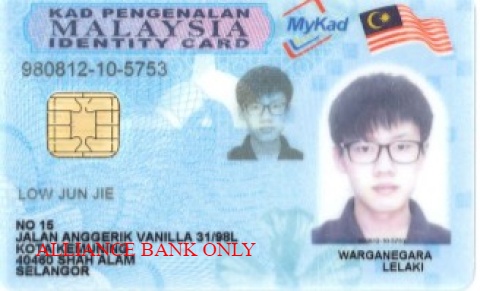 KAD PENGENALAN
MALAYSIA
IDENTITY CARD
MyKad
980812-10-5753
LOW JUN JIE
NO 15
JALAN ANGGERIK VANILLA 31/98L
KOTA KEMUNING
ALLIANCE BANK ONLY
40460 SHAH ALAM
SELANGOR
WARGANEGARA
LELAKI